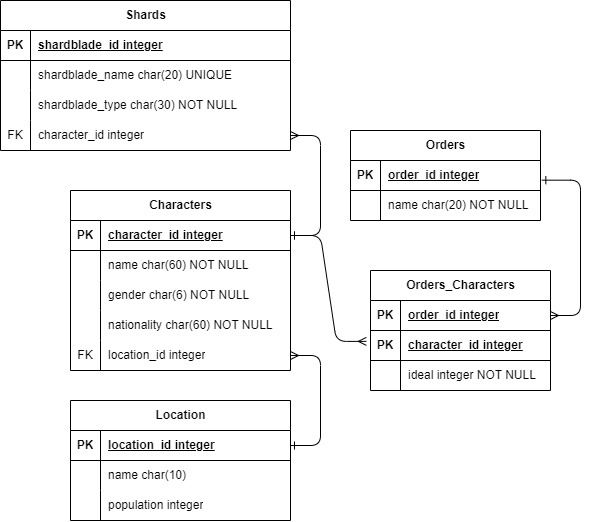 Shards
PK shardblade_id integer
shardblade_name char(20) UNIQUE
shardblade_type char(30) NOT NULL
FK character_id integer
Orders
PK order_id integer
name char(20) NOT NULL
Characters
PK character_id integer
name char(60) NOT NULL
gender char(6) NOT NULL
nationality char(60) NOT NULL
FK location_id integer
Orders_Characters
PK order_id integer
PK character_id integer
ideal integer NOT NULL
Location
PK location_id integer
name char(10)
population integer